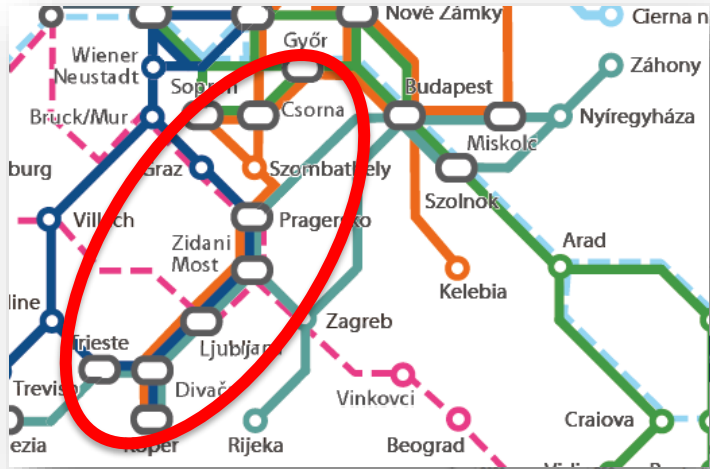 Nové Zámky
Cierna n
Győr
Wiener
Neustadt
Sopron
Budapest
Záhony
Csorna
Bruck/Mur
Miskolc
Nyíregyháza
burg
Graz
Szombathely
Szolnok
Villach
Pragersko
Zidani
Most
Arad
Kelebia
line
Trieste
Ljubljana
Zagreb
Treviso
Divača
Vinkovci
ezia
Koper
Rijeka
Beograd
Craiova